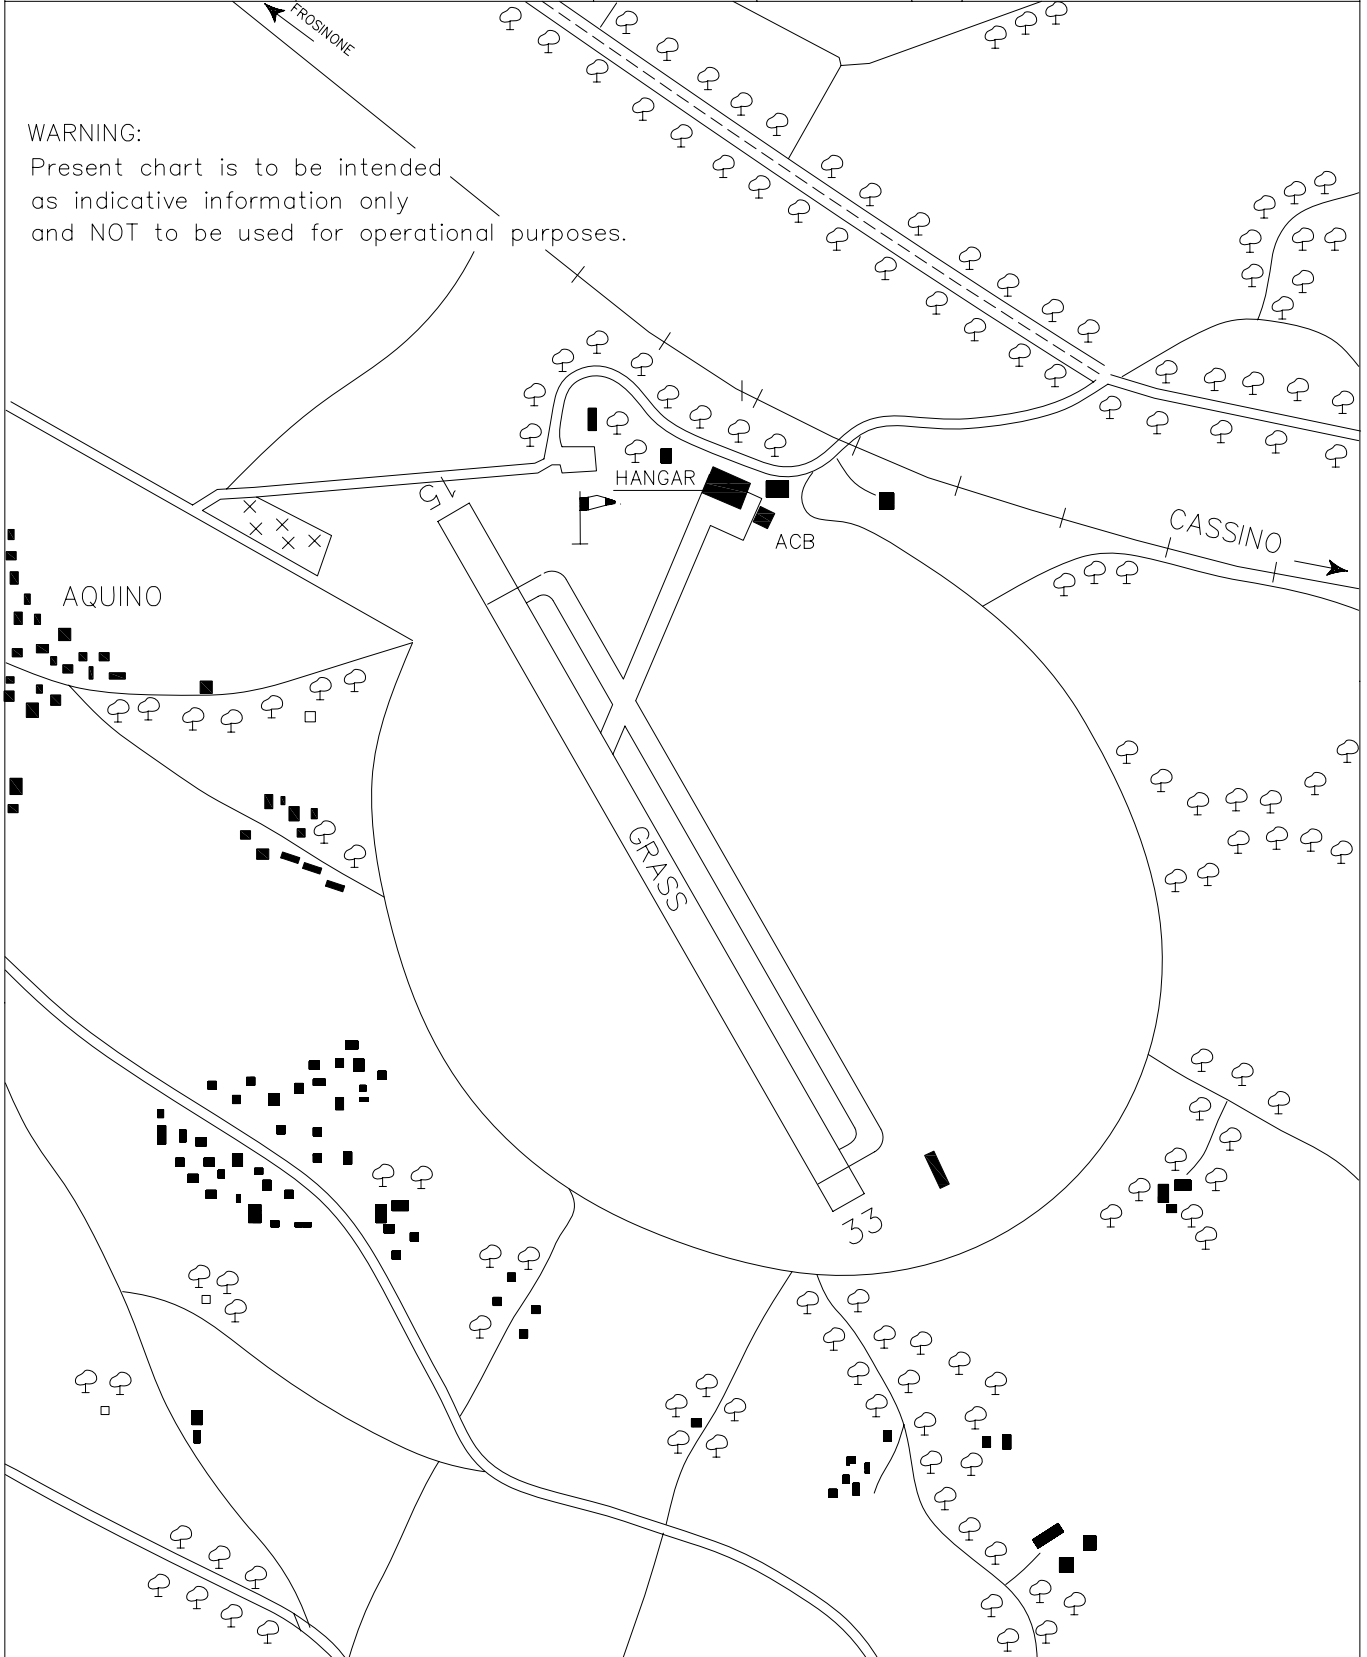 FROSINONE
WARNING:
Present chart is to be intended
as indicative information only
and NOT to be used for operational purposes.
HANGAR
15
ACB
CASSINO
AQUINO
GRASS
33